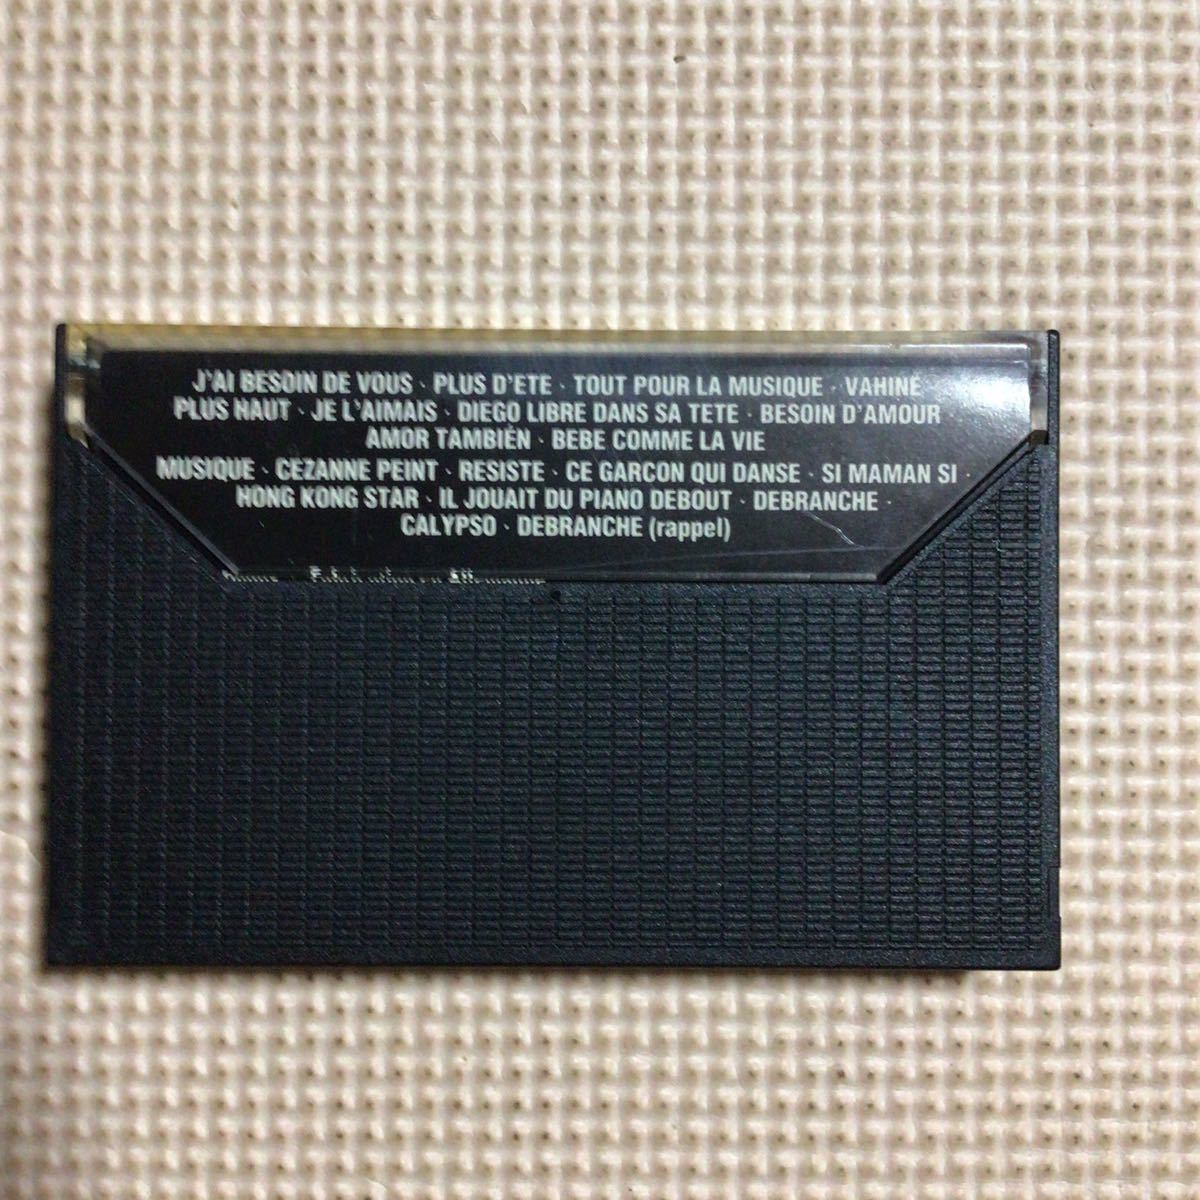 J'AI BESOIN DE VOUS · PLUS D'ETE · TOUT POUR LA MUSIQUE · VAHINÉ
PLUS HAUT · JE L'AIMAIS · DIEGO LIBRE DANS SA TETE · BESOIN D'AMOUR
AMOR TAMBIÉN · BEBE COMME LA VIE
MUSIQUE · CEZANNE PEINT · RESISTE · CE GARCON QUI DANSE · SI MAMAN SI ·
HONG KONG STAR · IL JOUAIT DU PIANO DEBOUT · DEBRANCHE ·
CALYPSO · DEBRANCHE (rappel)